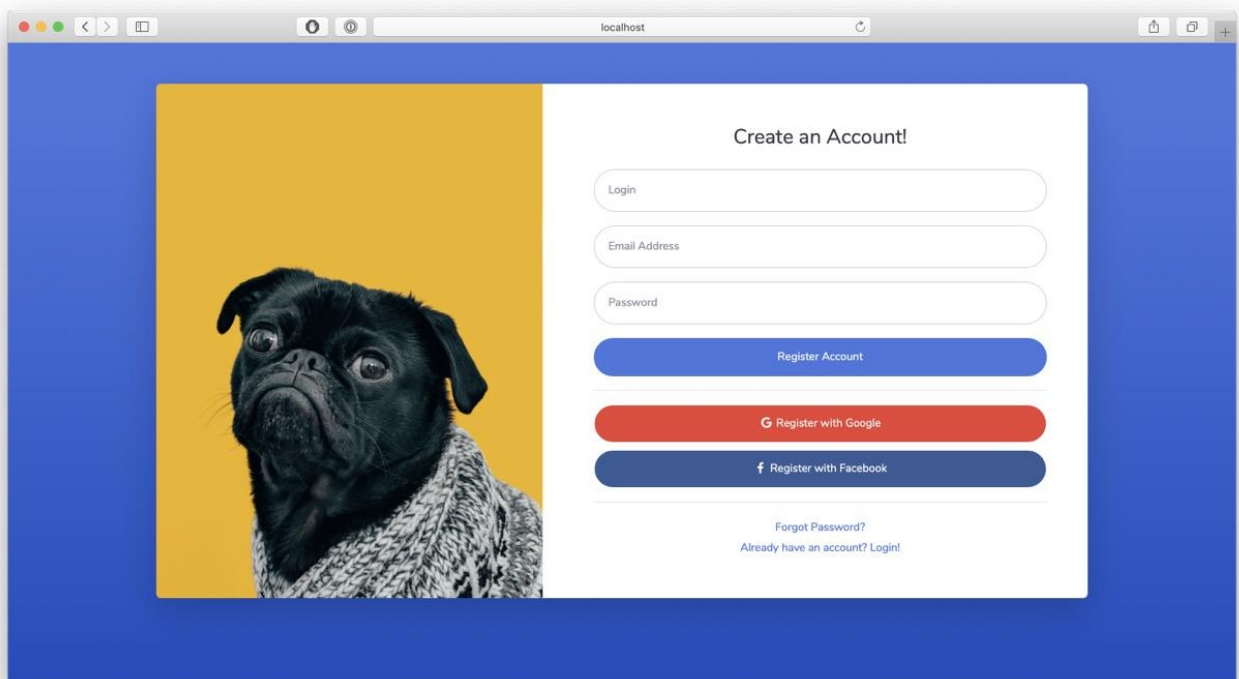 localhost
Create an Account!
Login
Email Address
Password
Register Account
G Register with Google
f Register with Facebook
Forgot Password?
Already have an account? Login!